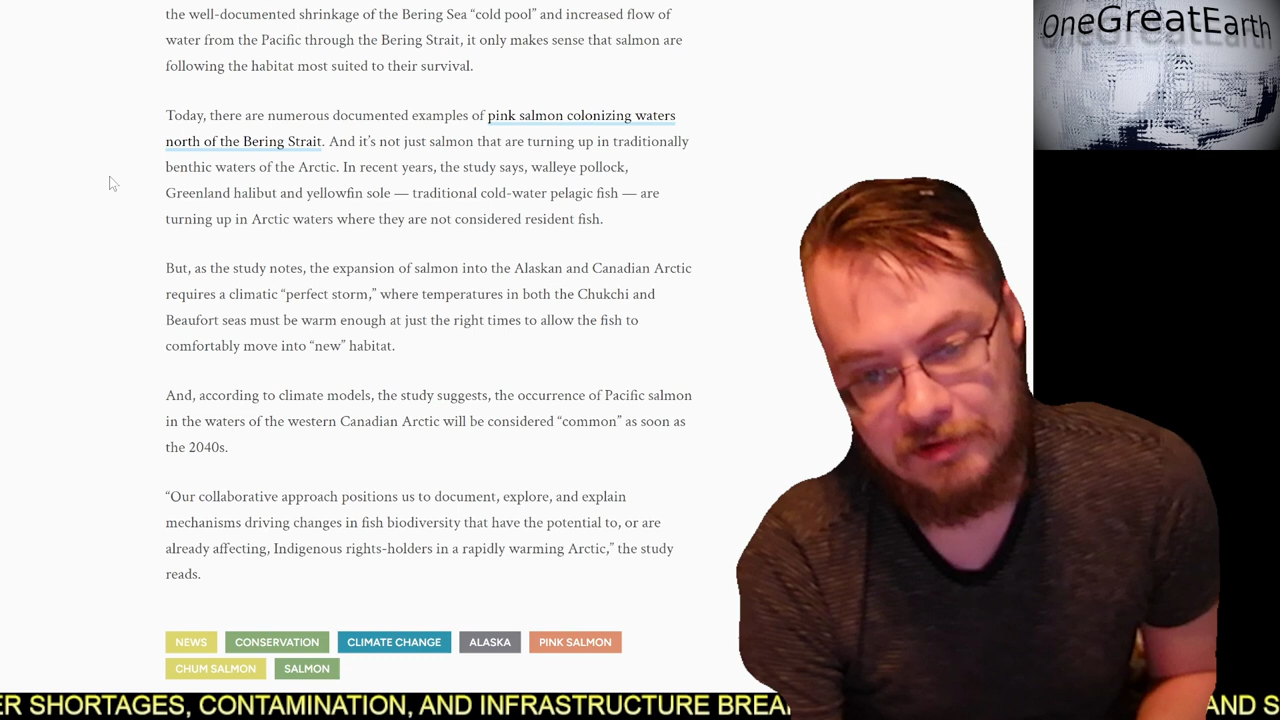 the well-documented shrinkage of the Bering Sea “cold pool” and increased flow of
water from the Pacific through the Bering Strait, it only makes sense that salmon are
following the habitat most suited to their survival.
Today, there are numerous documented examples of pink salmon colonizing waters
north of the Bering Strait. And it’s not just salmon that are turning up in traditionally
benthic waters of the Arctic. In recent years, the study says, walleye pollock,
Greenland halibut and yellowfin sole — traditional cold-water pelagic fish — are
turning up in Arctic waters where they are not considered resident fish.
But, as the study notes, the expansion of salmon into the Alaskan and Canadian Arctic
requires a climatic “perfect storm,” where temperatures in both the Chukchi and
Beaufort seas must be warm enough at just the right times to allow the fish to
comfortably move into “new” habitat.
And, according to climate models, the study suggests, the occurrence of Pacific salmon
in the waters of the western Canadian Arctic will be considered “common” as soon as
the 2040s.
“Our collaborative approach positions us to document, explore, and explain
mechanisms driving changes in fish biodiversity that have the potential to, or are
already affecting, Indigenous rights-holders in a rapidly warming Arctic,” the study
reads.
NEWS CONSERVATION CLIMATE CHANGE ALASKA PINK SALMON
CHUM SALMON SALMON
OneGreatEarth
ER SHORTAGES, CONTAMINATION, AND INFRASTRUCTURE BREA AND S